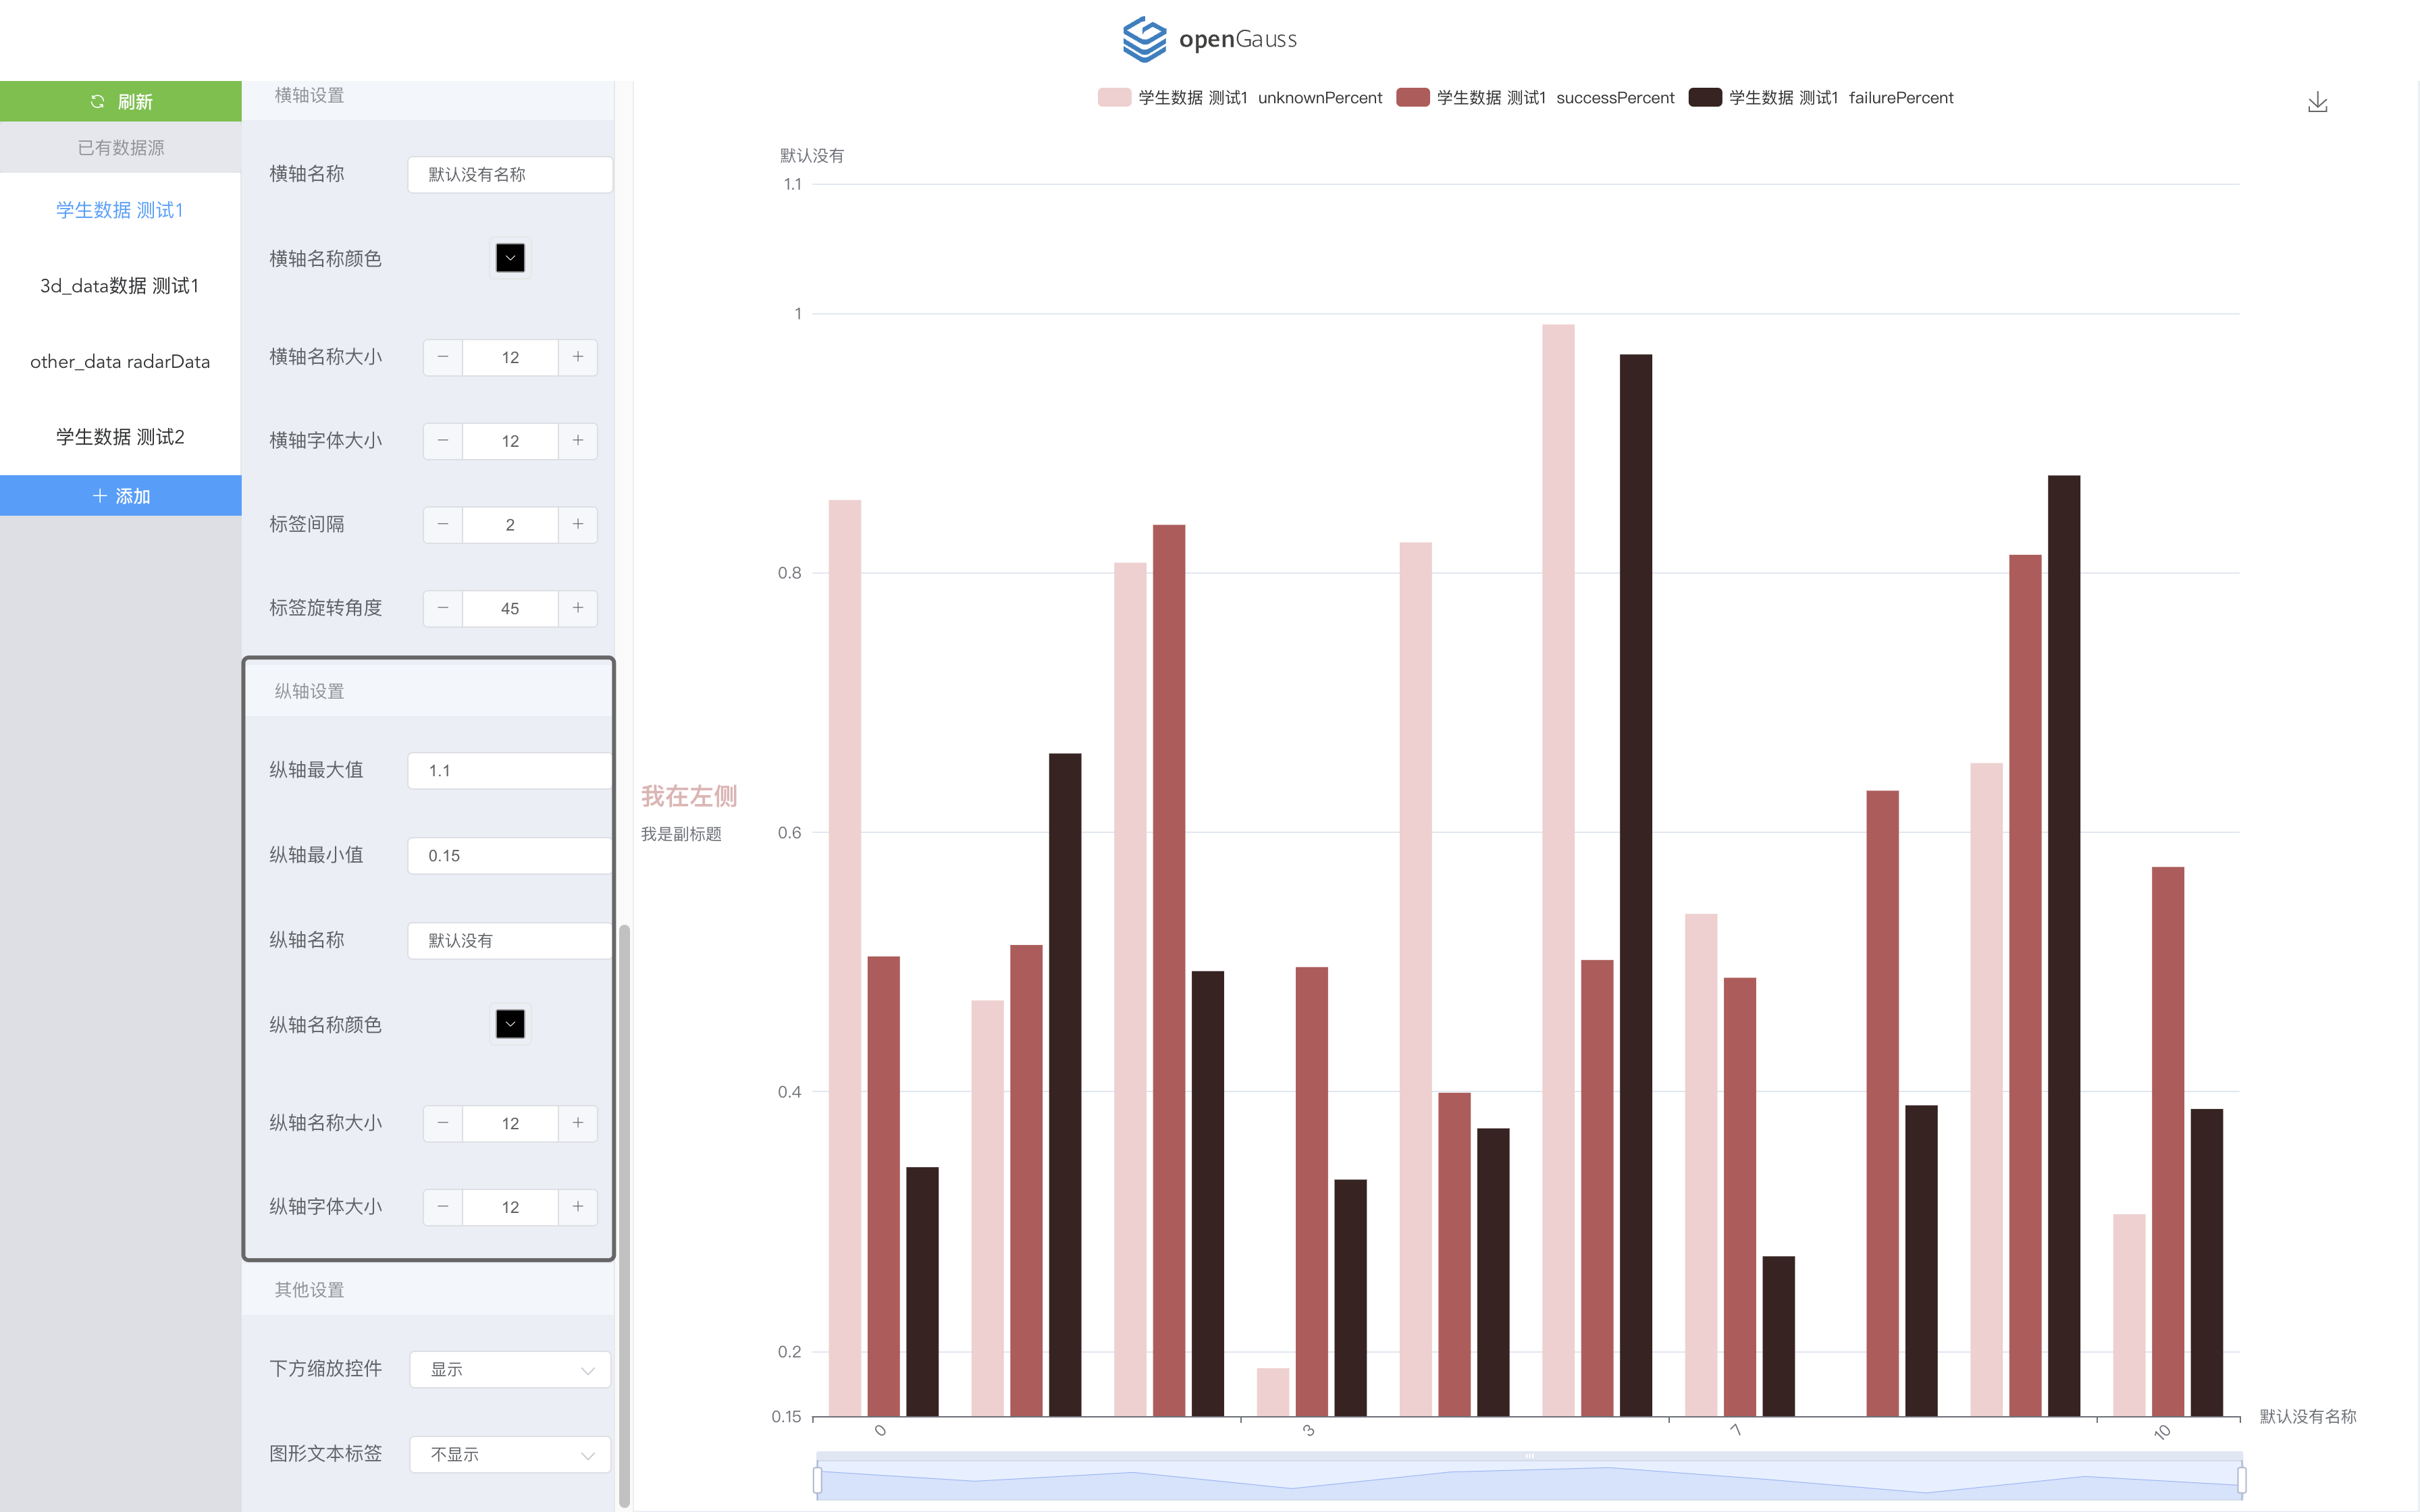 openGauss
刷新
已有数据源
学生数据 测试1
3d_data数据 测试1
other_data radarData
学生数据 测试2
添加
横轴设置
横轴名称 默认没有名称
横轴名称颜色
横轴名称大小 − 12 +
横轴字体大小 − 12 +
标签间隔 − 2 +
标签旋转角度 − 45 +
纵轴设置
纵轴最大值 1.1
纵轴最小值 0.15
纵轴名称 默认没有
纵轴名称颜色
纵轴名称大小 − 12 +
纵轴字体大小 − 12 +
其他设置
下方缩放控件 显示
图形文本标签 不显示
学生数据 测试1 unknownPercent 学生数据 测试1 successPercent 学生数据 测试1 failurePercent
默认没有
1.1
1
0.8
0.6
0.4
0.2
0.15
我在左侧
我是副标题
0 3 7 10
默认没有名称